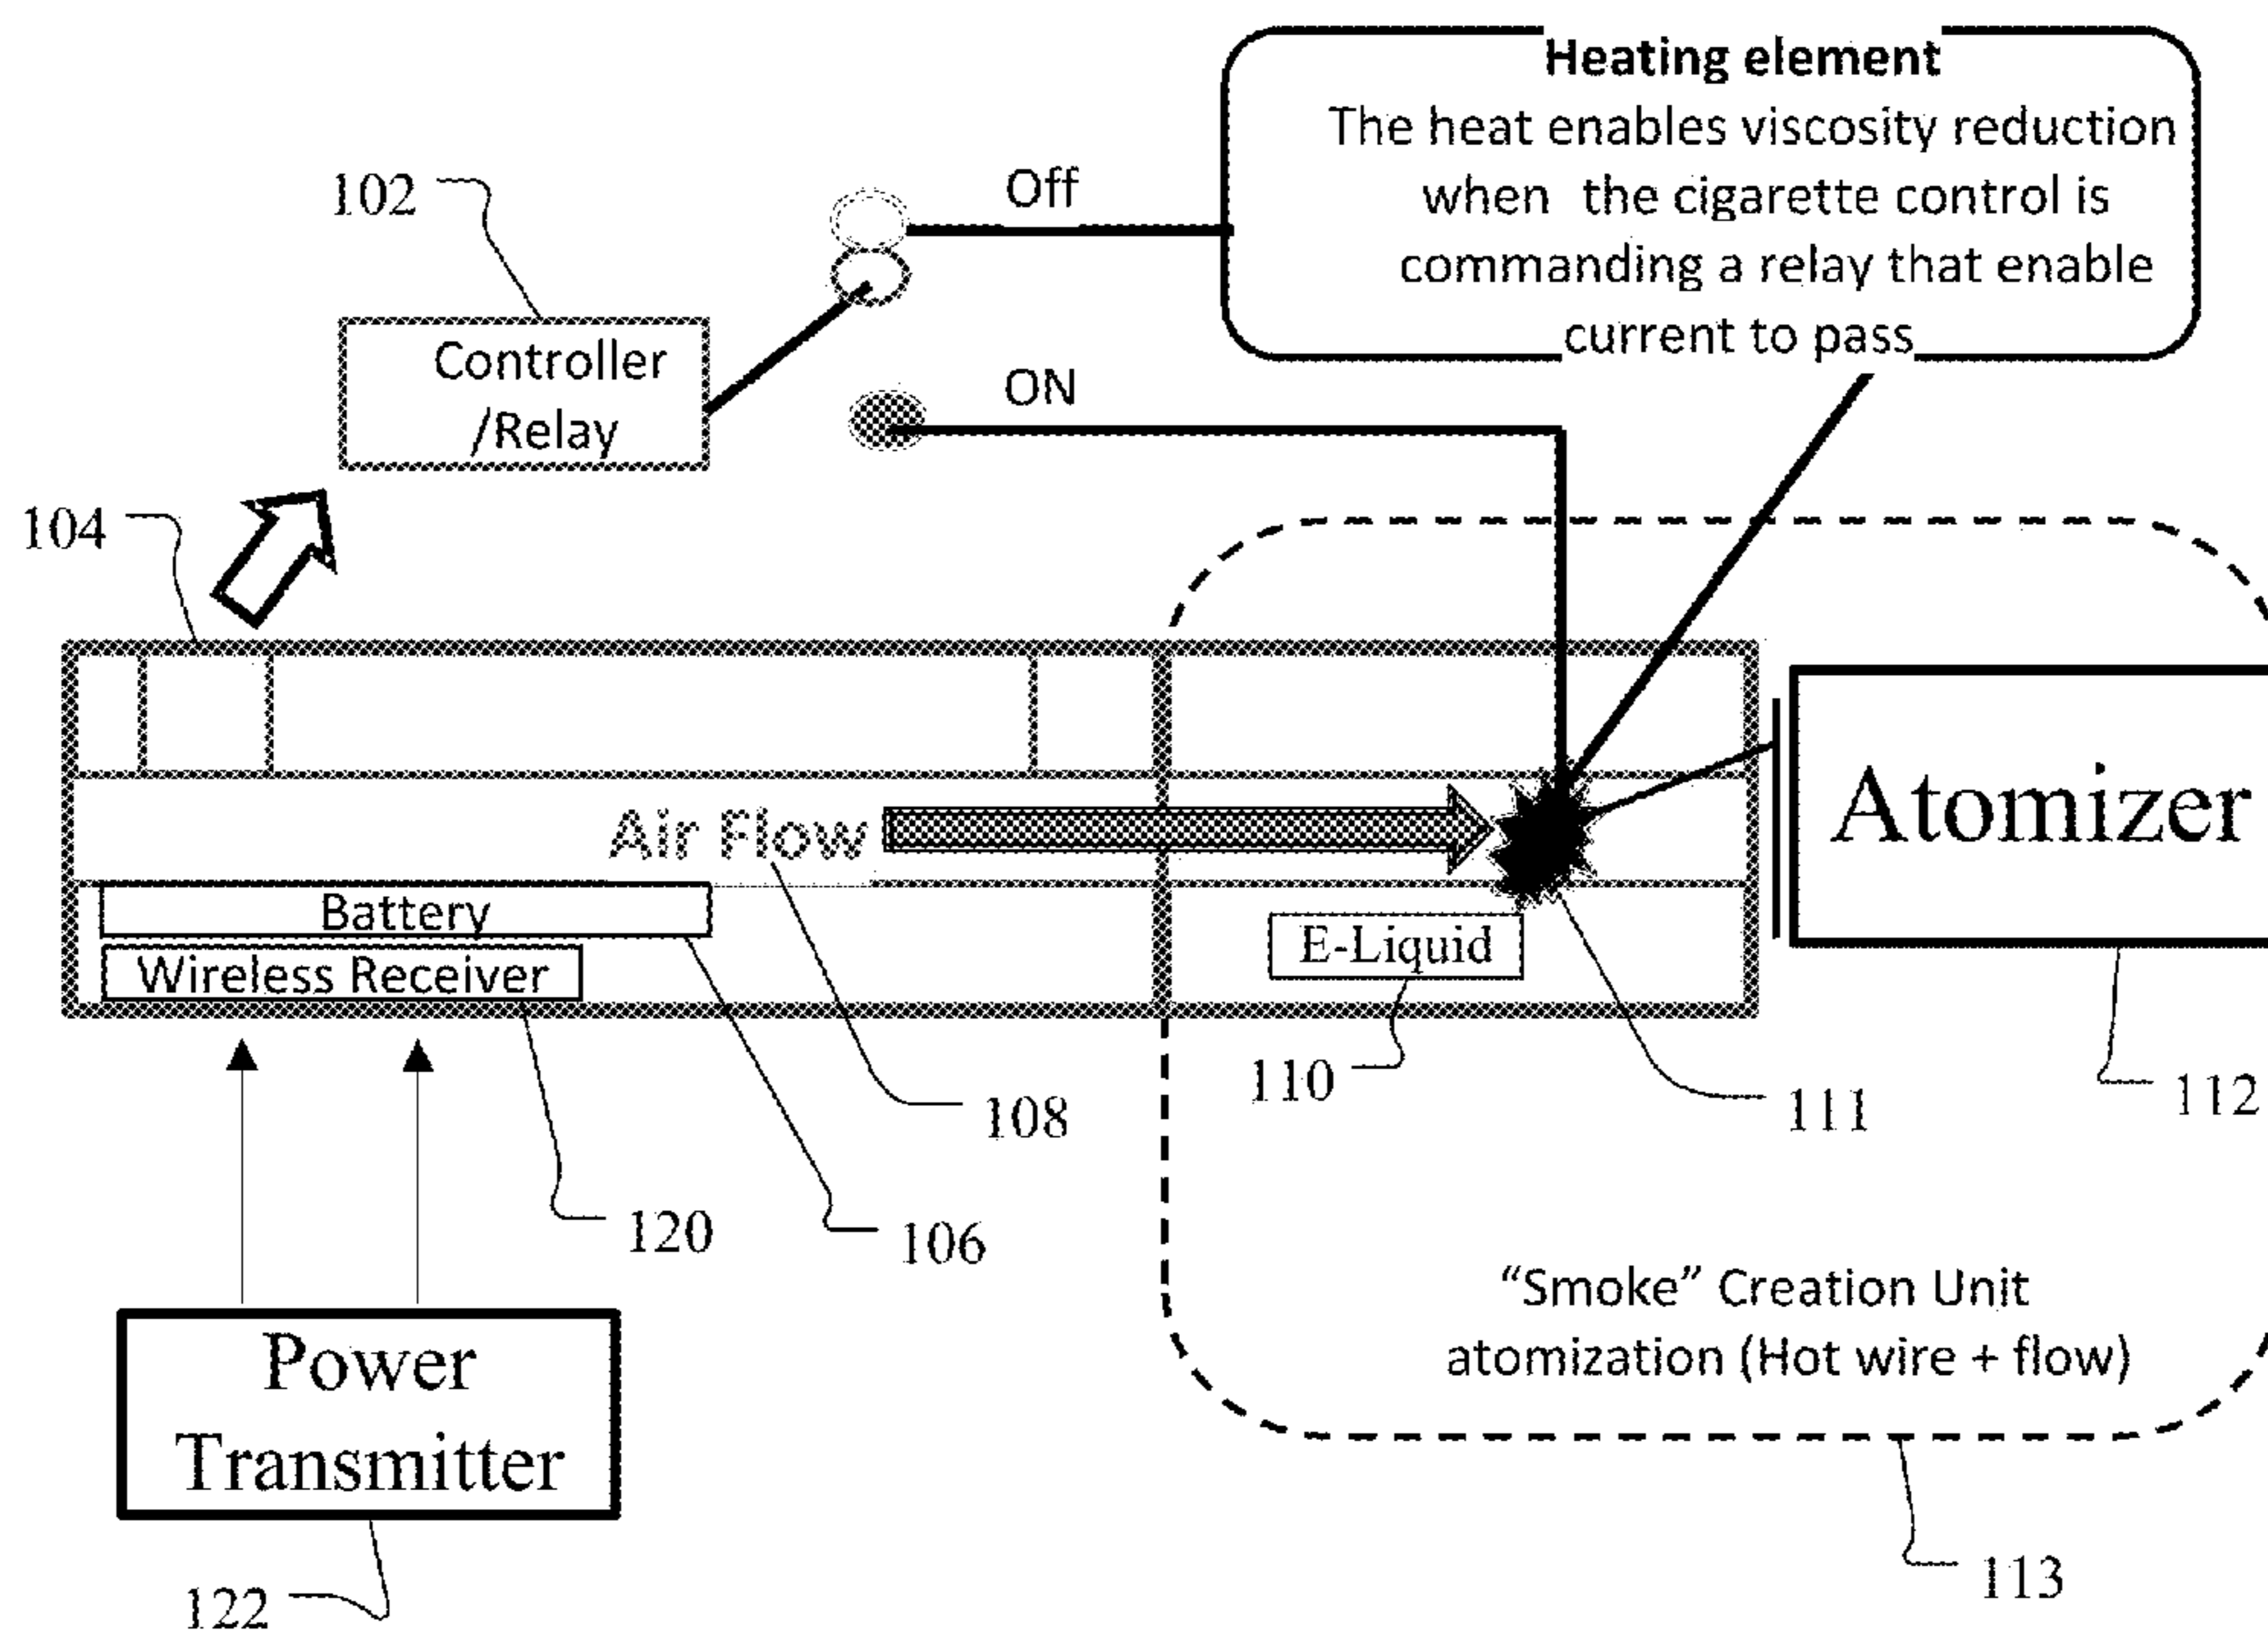 Heating element
The heat enables viscosity reduction
when the cigarette control is
commanding a relay that enable
current to pass
102
Off
Controller
/Relay
ON
104
Air Flow
Atomizer
Battery
E-Liquid
Wireless Receiver
110
108
111
112
120
106
"Smoke" Creation Unit
atomization (Hot wire + flow)
Power
Transmitter
113
122